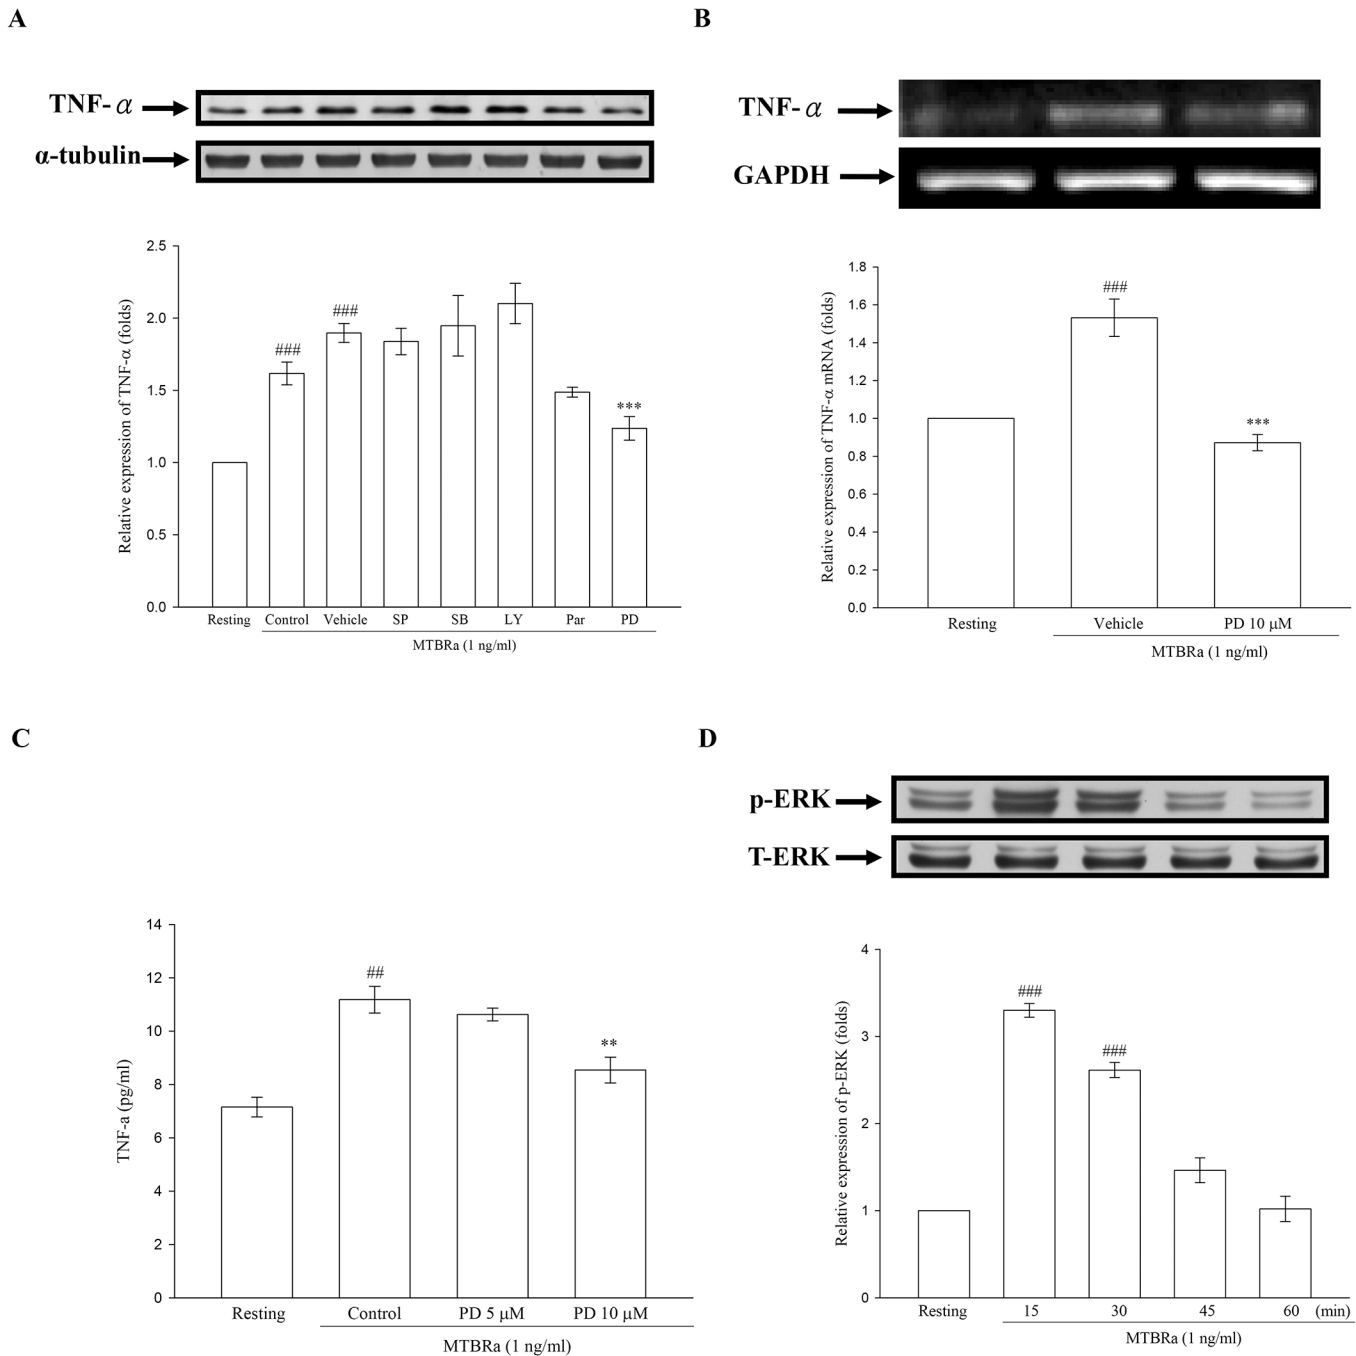 A
TNF-α
α-tubulin
Relative expression of TNF-α (folds)
2.5
2.0
1.5
1.0
0.5
0.0
###
###
***
Resting Control Vehicle SP SB LY Par PD
MTBRa (1 ng/ml)
B
TNF-α
GAPDH
Relative expression of TNF-α mRNA (folds)
1.8
1.6
1.4
1.2
1.0
0.8
0.6
0.4
0.2
0.0
###
***
Resting Vehicle PD 10 μM
MTBRa (1 ng/ml)
C
TNF-a (pg/ml)
14
12
10
8
6
4
2
0
##
**
Resting Control PD 5 μM PD 10 μM
MTBRa (1 ng/ml)
D
p-ERK
T-ERK
Relative expression of p-ERK (folds)
4
3
2
1
0
###
###
Resting 15 30 45 60 (min)
MTBRa (1 ng/ml)